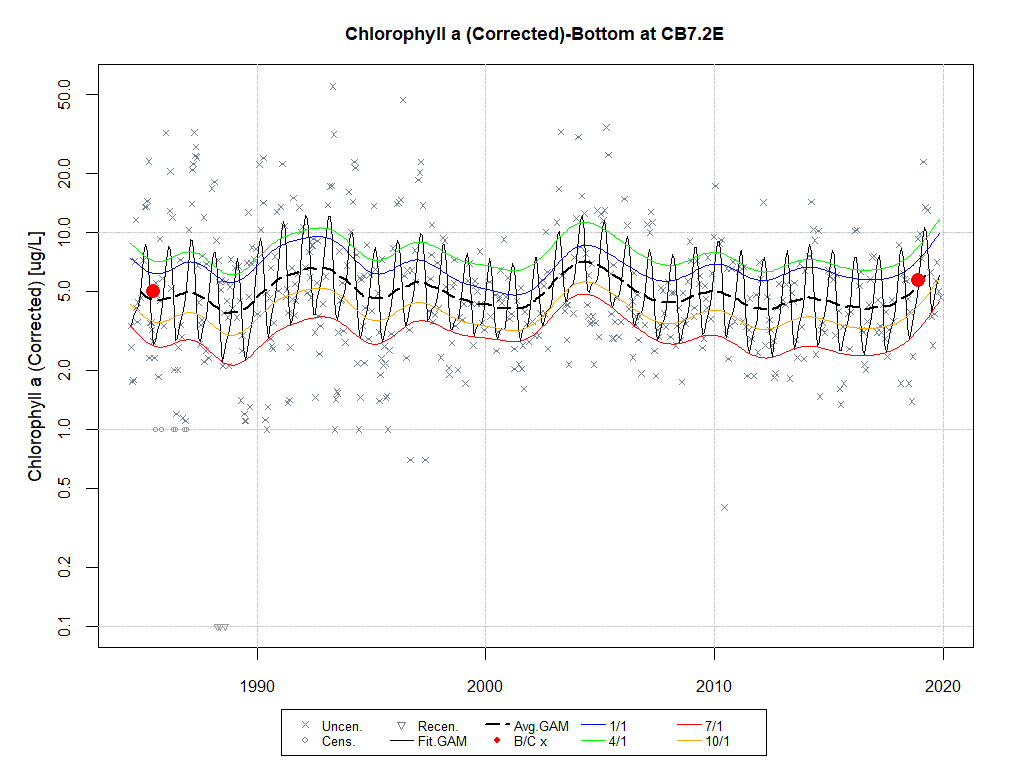 Chlorophyll a (Corrected)-Bottom at CB7.2E
Chlorophyll a (Corrected) [ug/L]
50.0
20.0
10.0
5.0
2.0
1.0
0.5
0.2
0.1
1990 2000 2010 2020
Uncen. Recen. Avg.GAM 1/1 7/1
Cens. Fit.GAM B/C x 4/1 10/1